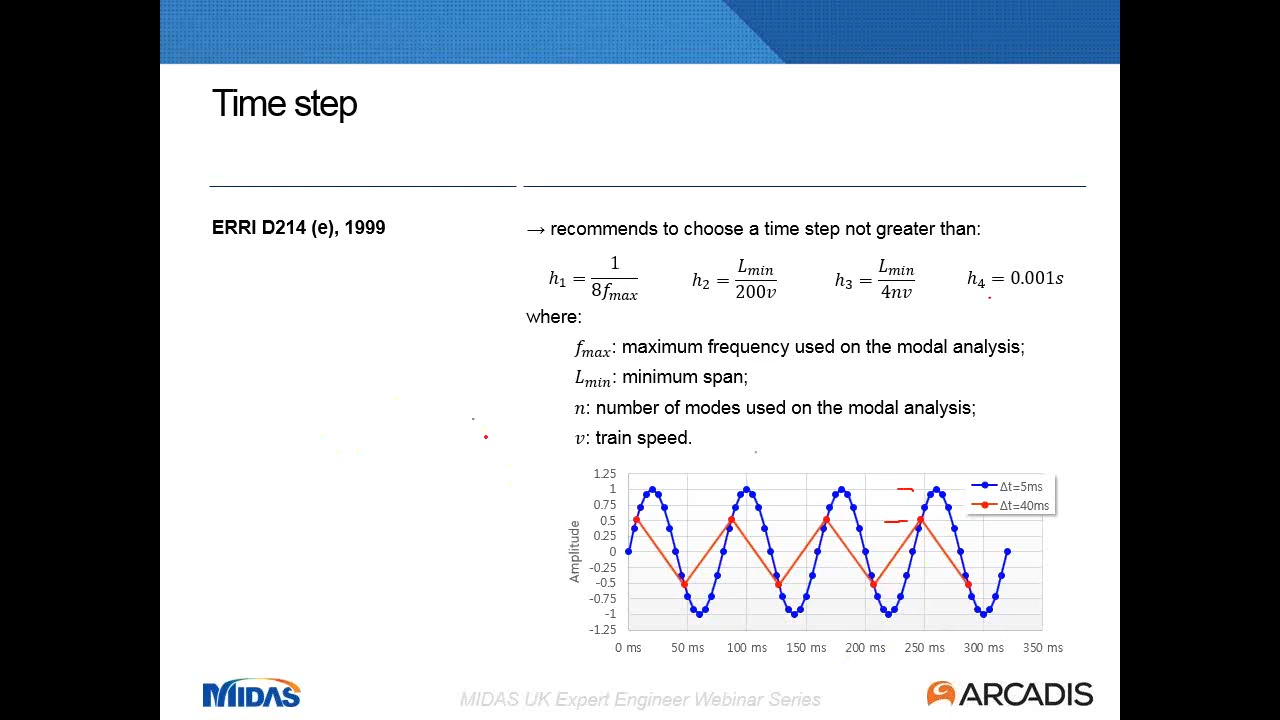 Time step
ERRI D214 (e), 1999
→ recommends to choose a time step not greater than:
h₁ = 1/(8f_max) h₂ = L_min/(200v) h₃ = L_min/(4nv) h₄ = 0.001s
where:
f_max: maximum frequency used on the modal analysis;
L_min: minimum span;
n: number of modes used on the modal analysis;
v: train speed.
1.25
1
0.75
0.5
0.25
0
-0.25
-0.5
-0.75
-1
-1.25
Amplitude
Δt=5ms
Δt=40ms
0 ms 50 ms 100 ms 150 ms 200 ms 250 ms 300 ms 350 ms
MIDAS
MIDAS UK Expert Engineer Webinar Series
ARCADIS